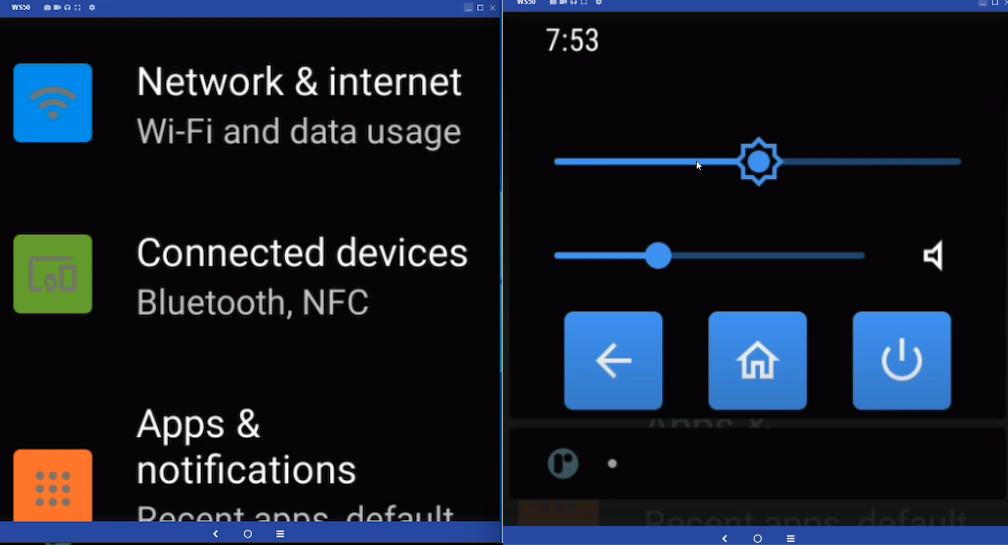 WS50
Network & internet
Wi-Fi and data usage
Connected devices
Bluetooth, NFC
Apps &
notifications
Recent apps, default
WS50
7:53
Apps &
Recent apps, default